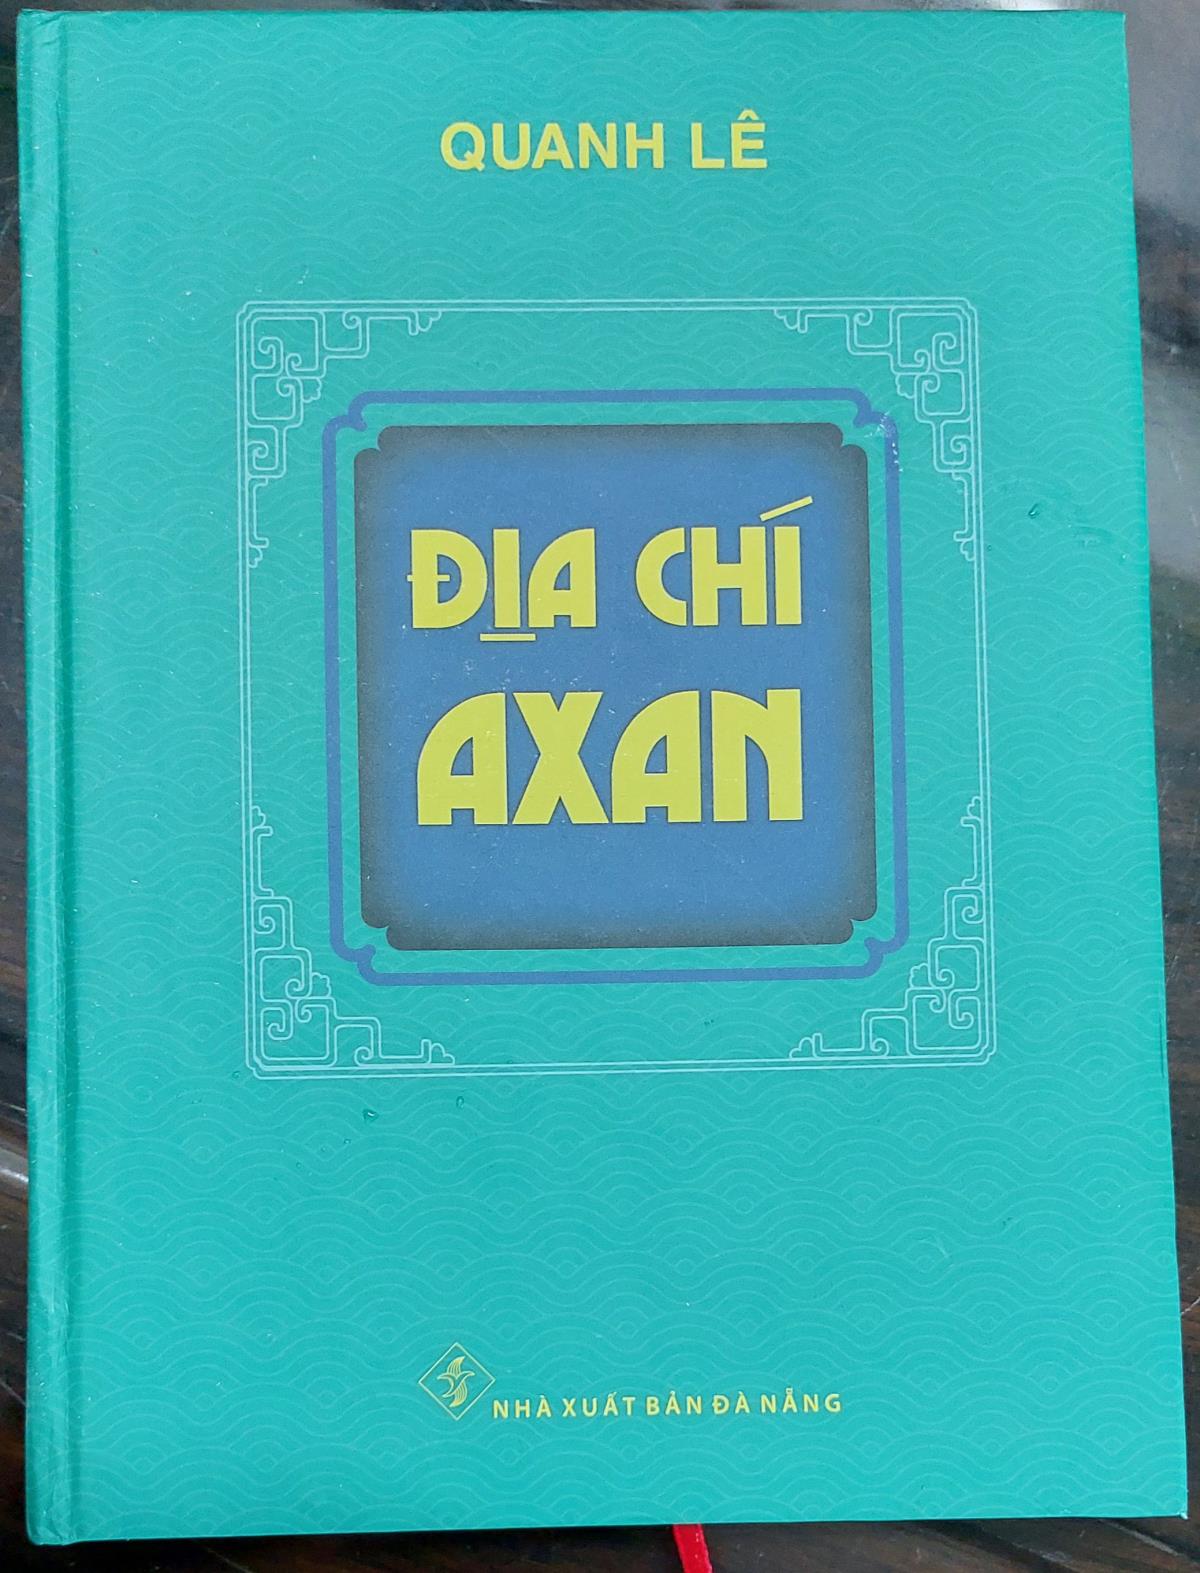 QUANH LÊ
ĐỊA CHÍ
AXAN
NHÀ XUẤT BẢN ĐÀ NẴNG